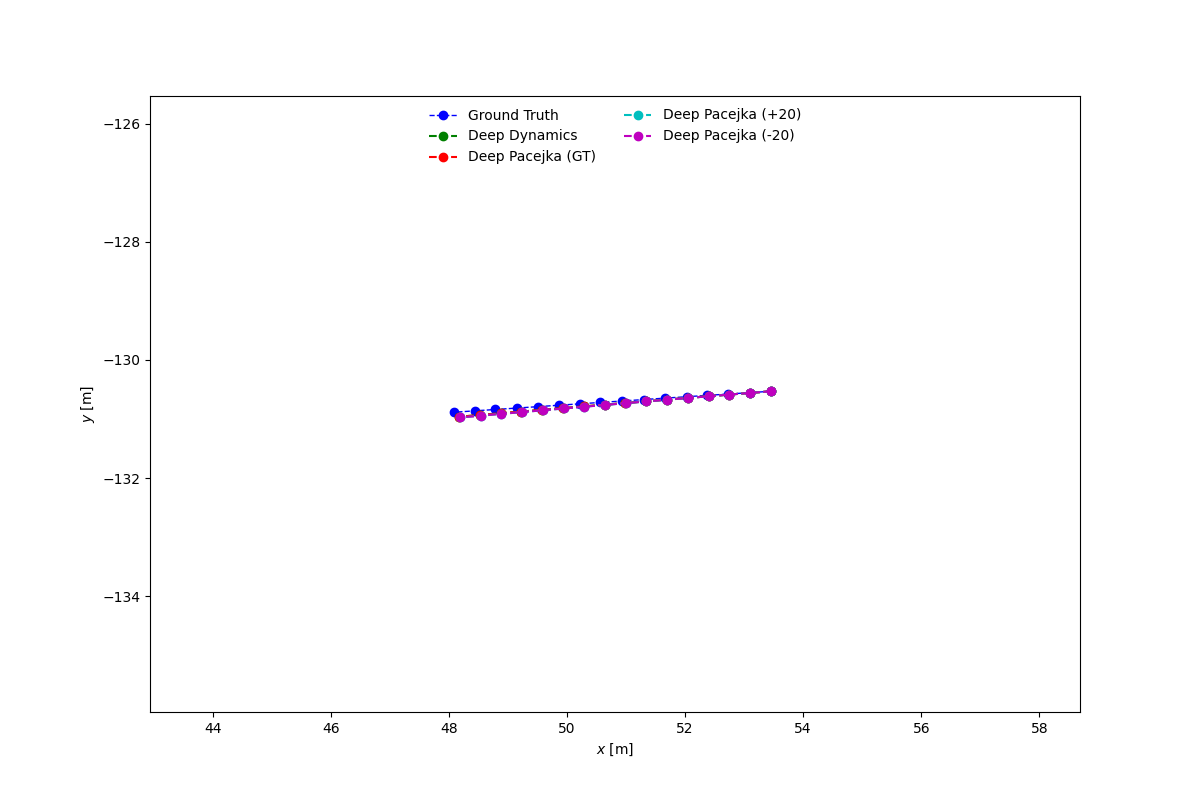 Ground Truth
Deep Dynamics
Deep Pacejka (GT)
Deep Pacejka (+20)
Deep Pacejka (-20)
−126
−128
−130
−132
−134
y [m]
44 46 48 50 52 54 56 58
x [m]